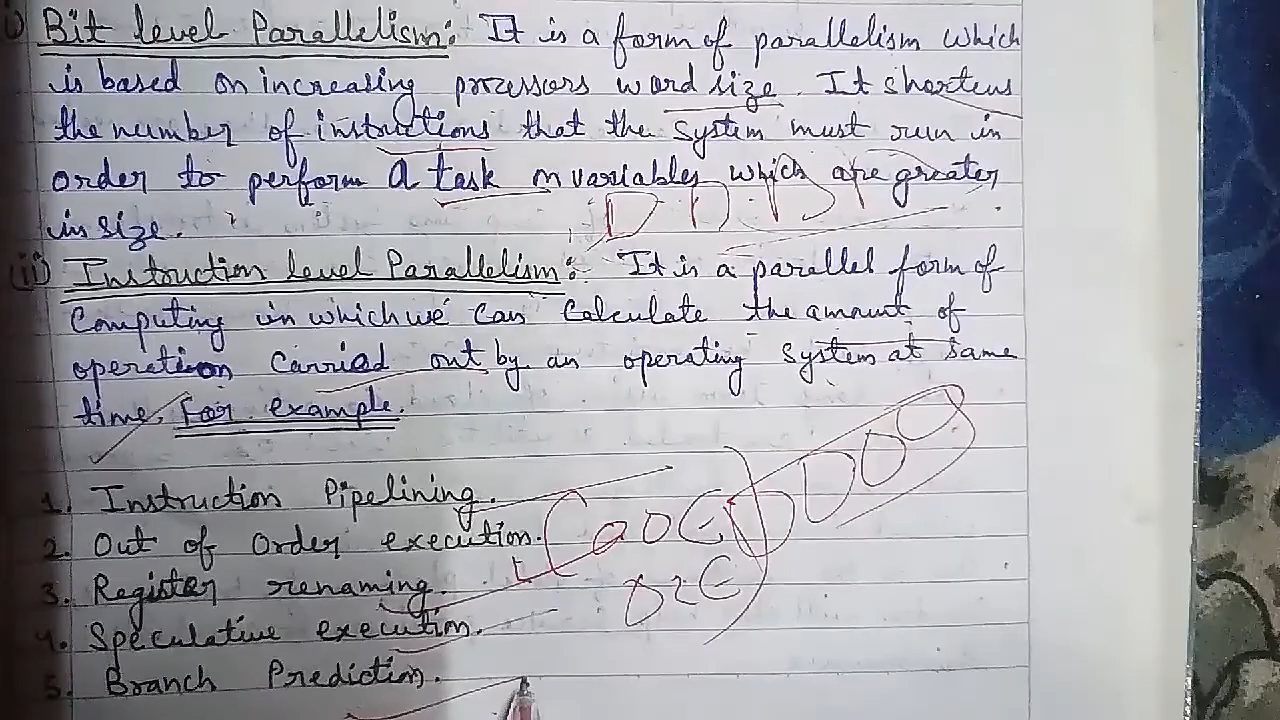 i) Bit level Parallelism: It is a form of parallelism which
is based on increasing processors word size. It shortens
the number of instructions that the system must run in
order to perform a task on variables which are greater
in size.
(ii) Instruction level Parallelism: It is a parallel form of
Computing in which we can Calculate the amount of
operation Carried out by an operating System at same
time. For example.
1. Instruction Pipelining.
2. Out of Order execution.
3. Register renaming.
4. Speculative execution.
5. Branch Prediction.